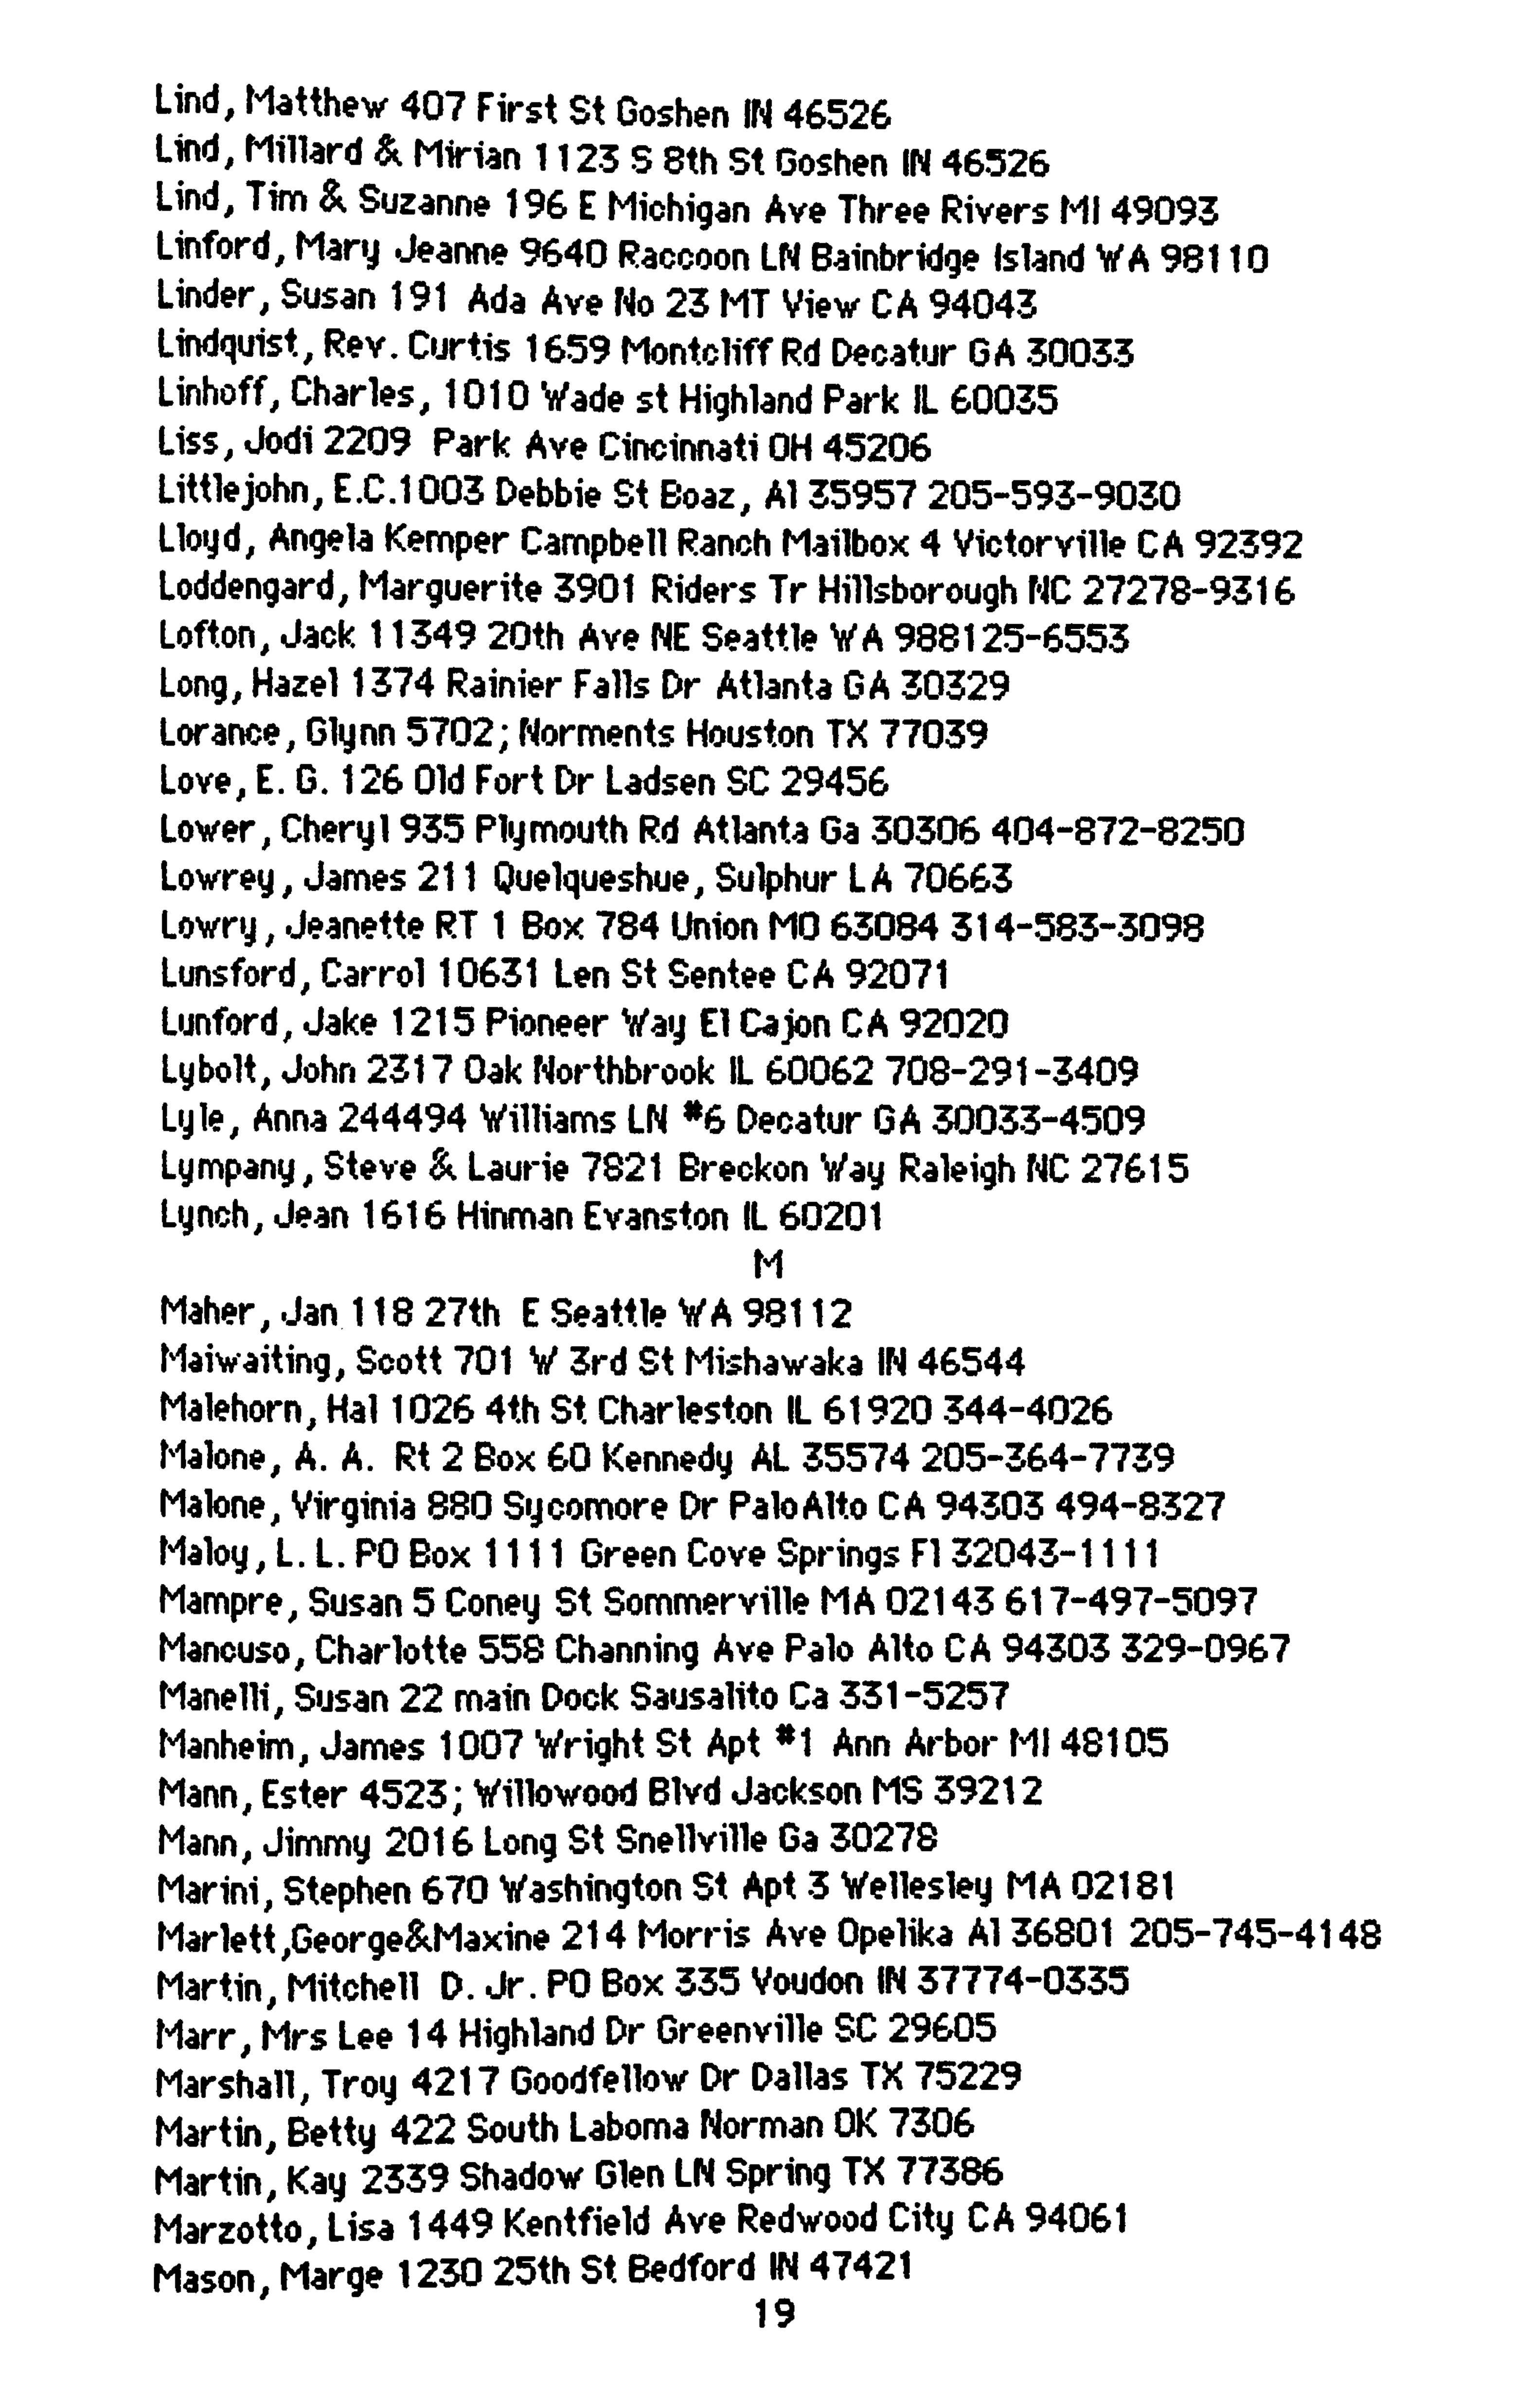 Lind, Matthew 407 First St Goshen IN 46526
Lind, Millard & Mirian 1123 S 8th St Goshen IN 46526
Lind, Tim & Suzanne 196 E Michigan Ave Three Rivers MI 49093
Linford, Mary Jeanne 9640 Raccoon LN Bainbridge Island WA 98110
Linder, Susan 191 Ada Ave No 23 MT View CA 94043
Lindquist, Rev. Curtis 1659 Montcliff Rd Decatur GA 30033
Linhoff, Charles, 1010 Wade st Highland Park IL 60035
Liss, Jodi 2209 Park Ave Cincinnati OH 45206
Littlejohn, E.C.1003 Debbie St Boaz, Al 35957 205-593-9030
Lloyd, Angela Kemper Campbell Ranch Mailbox 4 Victorville CA 92392
Loddengard, Marguerite 3901 Riders Tr Hillsborough NC 27278-9316
Lofton, Jack 11349 20th Ave NE Seattle WA 988125-6553
Long, Hazel 1374 Rainier Falls Dr Atlanta GA 30329
Lorance, Glynn 5702; Norments Houston TX 77039
Love, E. G. 126 Old Fort Dr Ladsen SC 29456
Lower, Cheryl 935 Plymouth Rd Atlanta Ga 30306 404-872-8250
Lowrey, James 211 Quelqueshue, Sulphur LA 70663
Lowry, Jeanette RT 1 Box 784 Union MO 63084 314-583-3098
Lunsford, Carrol 10631 Len St Sentee CA 92071
Lunford, Jake 1215 Pioneer Way El Cajon CA 92020
Lybolt, John 2317 Oak Northbrook IL 60062 708-291-3409
Lyle, Anna 244494 Williams LN #6 Decatur GA 30033-4509
Lympany, Steve & Laurie 7821 Breckon Way Raleigh NC 27615
Lynch, Jean 1616 Hinman Evanston IL 60201
M
Maher, Jan 118 27th E Seattle WA 98112
Maiwaiting, Scott 701 W 3rd St Mishawaka IN 46544
Malehorn, Hal 1026 4th St Charleston IL 61920 344-4026
Malone, A. A. Rt 2 Box 60 Kennedy AL 35574 205-364-7739
Malone, Virginia 880 Sycomore Dr PaloAlto CA 94303 494-8327
Maloy, L. L. PO Box 1111 Green Cove Springs Fl 32043-1111
Mampre, Susan 5 Coney St Sommerville MA 02143 617-497-5097
Mancuso, Charlotte 558 Channing Ave Palo Alto CA 94303 329-0967
Manelli, Susan 22 main Dock Sausalito Ca 331-5257
Manheim, James 1007 Wright St Apt #1 Ann Arbor MI 48105
Mann, Ester 4523; Willowood Blvd Jackson MS 39212
Mann, Jimmy 2016 Long St Snellville Ga 30278
Marini, Stephen 670 Washington St Apt 3 Wellesley MA 02181
Marlett,George&Maxine 214 Morris Ave Opelika Al 36801 205-745-4148
Martin, Mitchell D. Jr. PO Box 335 Voudon IN 37774-0335
Marr, Mrs Lee 14 Highland Dr Greenville SC 29605
Marshall, Troy 4217 Goodfellow Dr Dallas TX 75229
Martin, Betty 422 South Laboma Norman OK 7306
Martin, Kay 2339 Shadow Glen LN Spring TX 77386
Marzotto, Lisa 1449 Kentfield Ave Redwood City CA 94061
Mason, Marge 1230 25th St Bedford IN 47421
19